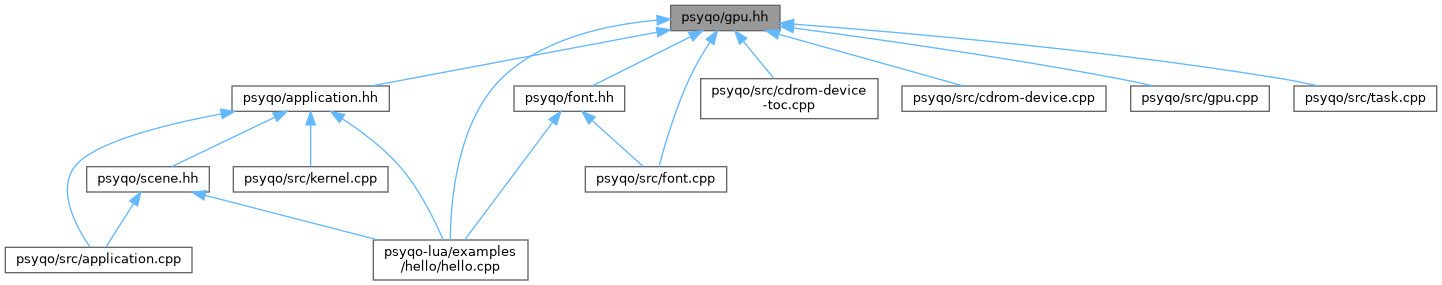 psyqo/gpu.hh
psyqo/application.hh
psyqo/font.hh
psyqo/src/cdrom-device
-toc.cpp
psyqo/src/cdrom-device.cpp
psyqo/src/gpu.cpp
psyqo/src/task.cpp
psyqo/scene.hh
psyqo/src/kernel.cpp
psyqo/src/font.cpp
psyqo/src/application.cpp
psyqo-lua/examples
/hello/hello.cpp